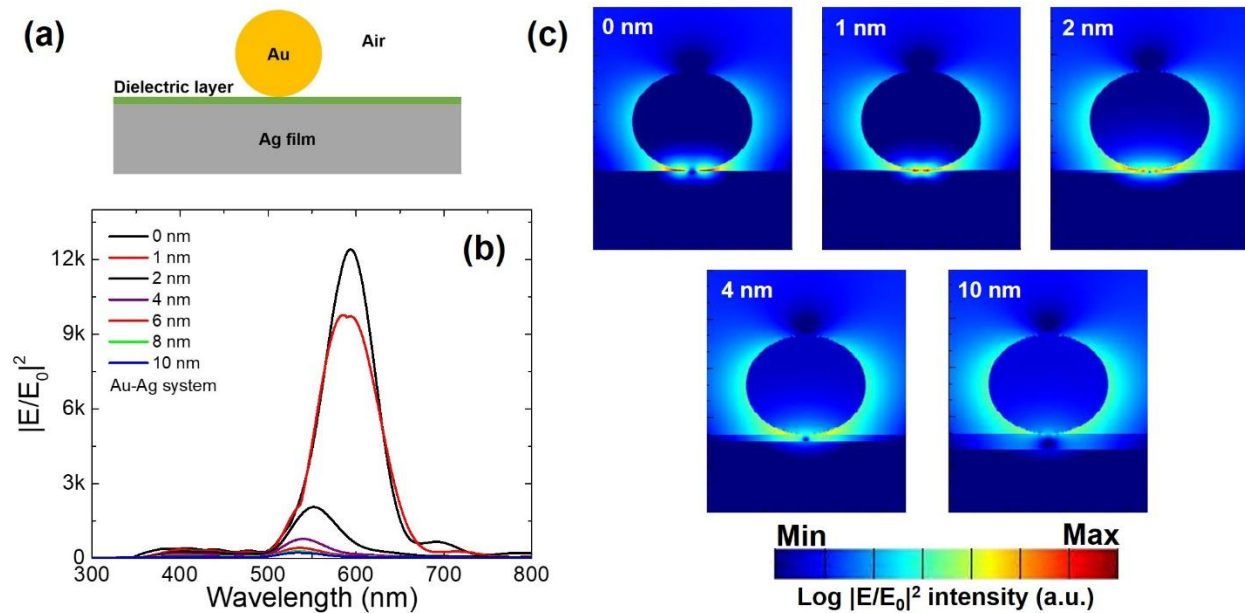 (a)
Au
Air
Dielectric layer
Ag film
(b)
|E/E₀|²
12k
9k
6k
3k
0
0 nm
1 nm
2 nm
4 nm
6 nm
8 nm
10 nm
Au-Ag system
300 400 500 600 700 800
Wavelength (nm)
(c)
0 nm
1 nm
2 nm
4 nm
10 nm
Min Max
Log |E/E₀|² intensity (a.u.)